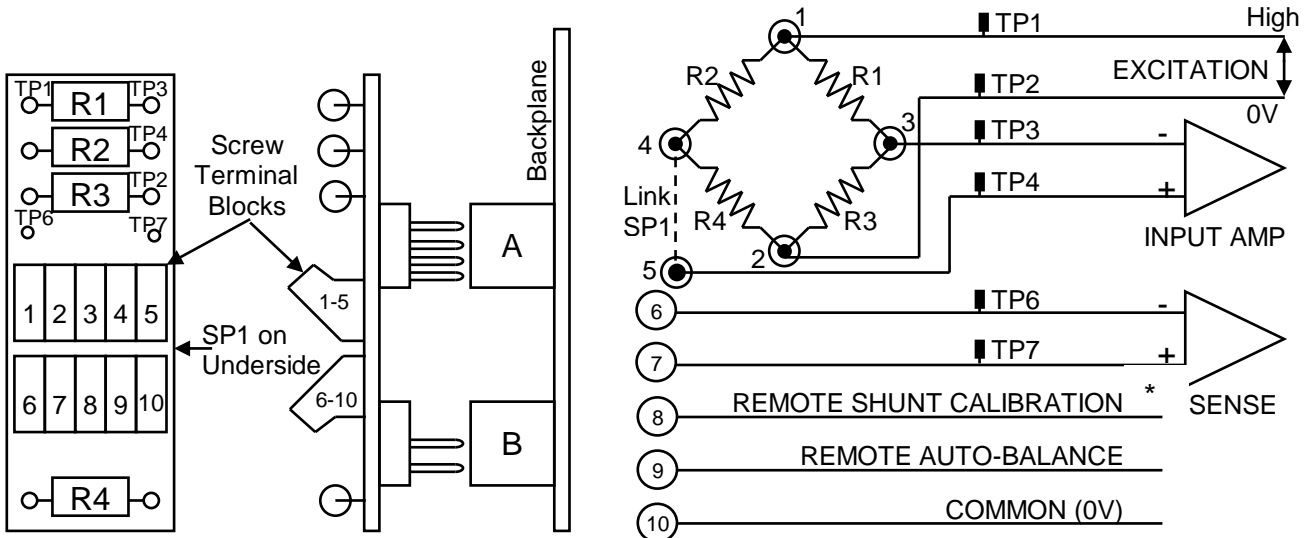 TP1
TP3
R1
TP4
R2
TP2
R3
TP6
TP7
1 2 3 4 5
6 7 8 9 10
R4
Screw
Terminal
Blocks
SP1 on
Underside
1-5
6-10
Backplane
A
B
1
TP1
High
R2
R1
EXCITATION
TP2
0V
4
3
TP3
-
Link
SP1
TP4
+
R4
R3
INPUT AMP
2
5
6
TP6
-
7
TP7
+
8
REMOTE SHUNT CALIBRATION *
SENSE
9
REMOTE AUTO-BALANCE
10
COMMON (0V)